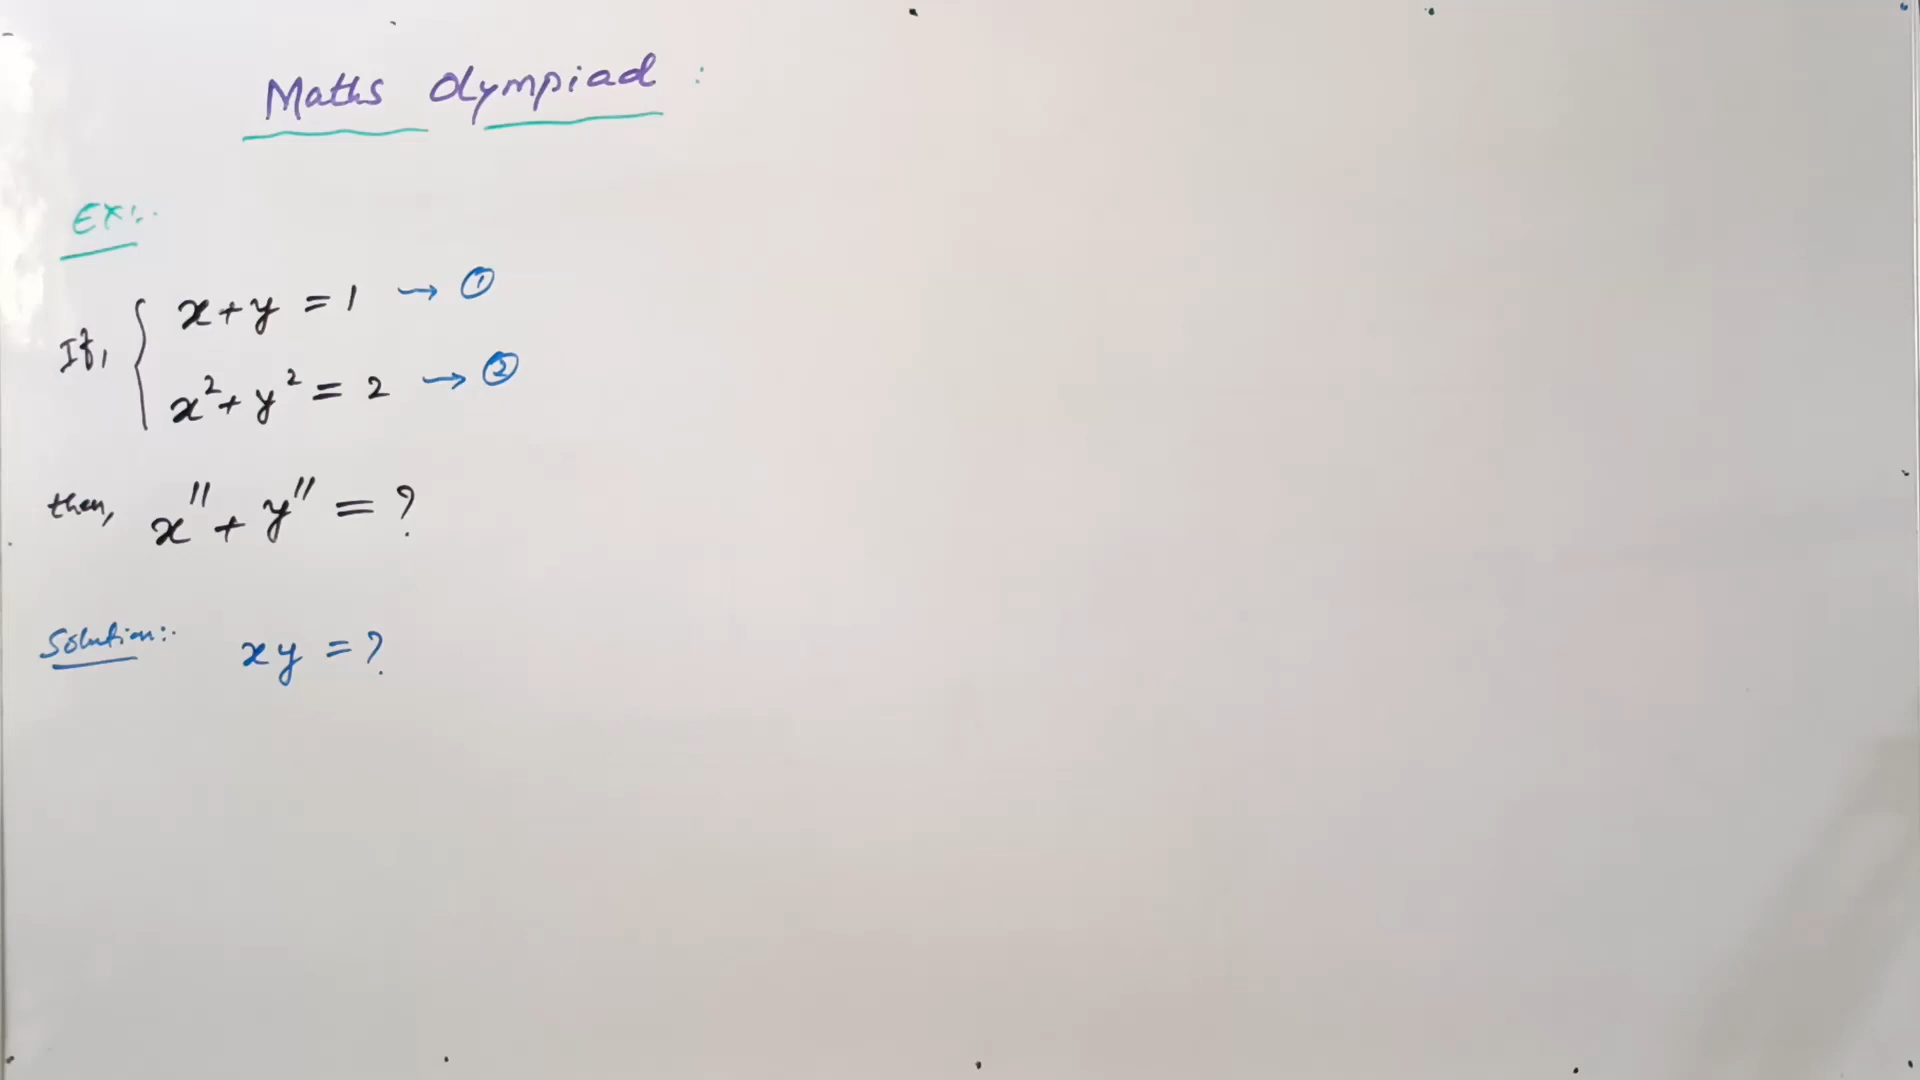 Maths Olympiad :
EX:-
If, { x + y = 1 → ①
x² + y² = 2 → ②
then, x¹¹ + y¹¹ = ?
Solution:- xy = ?